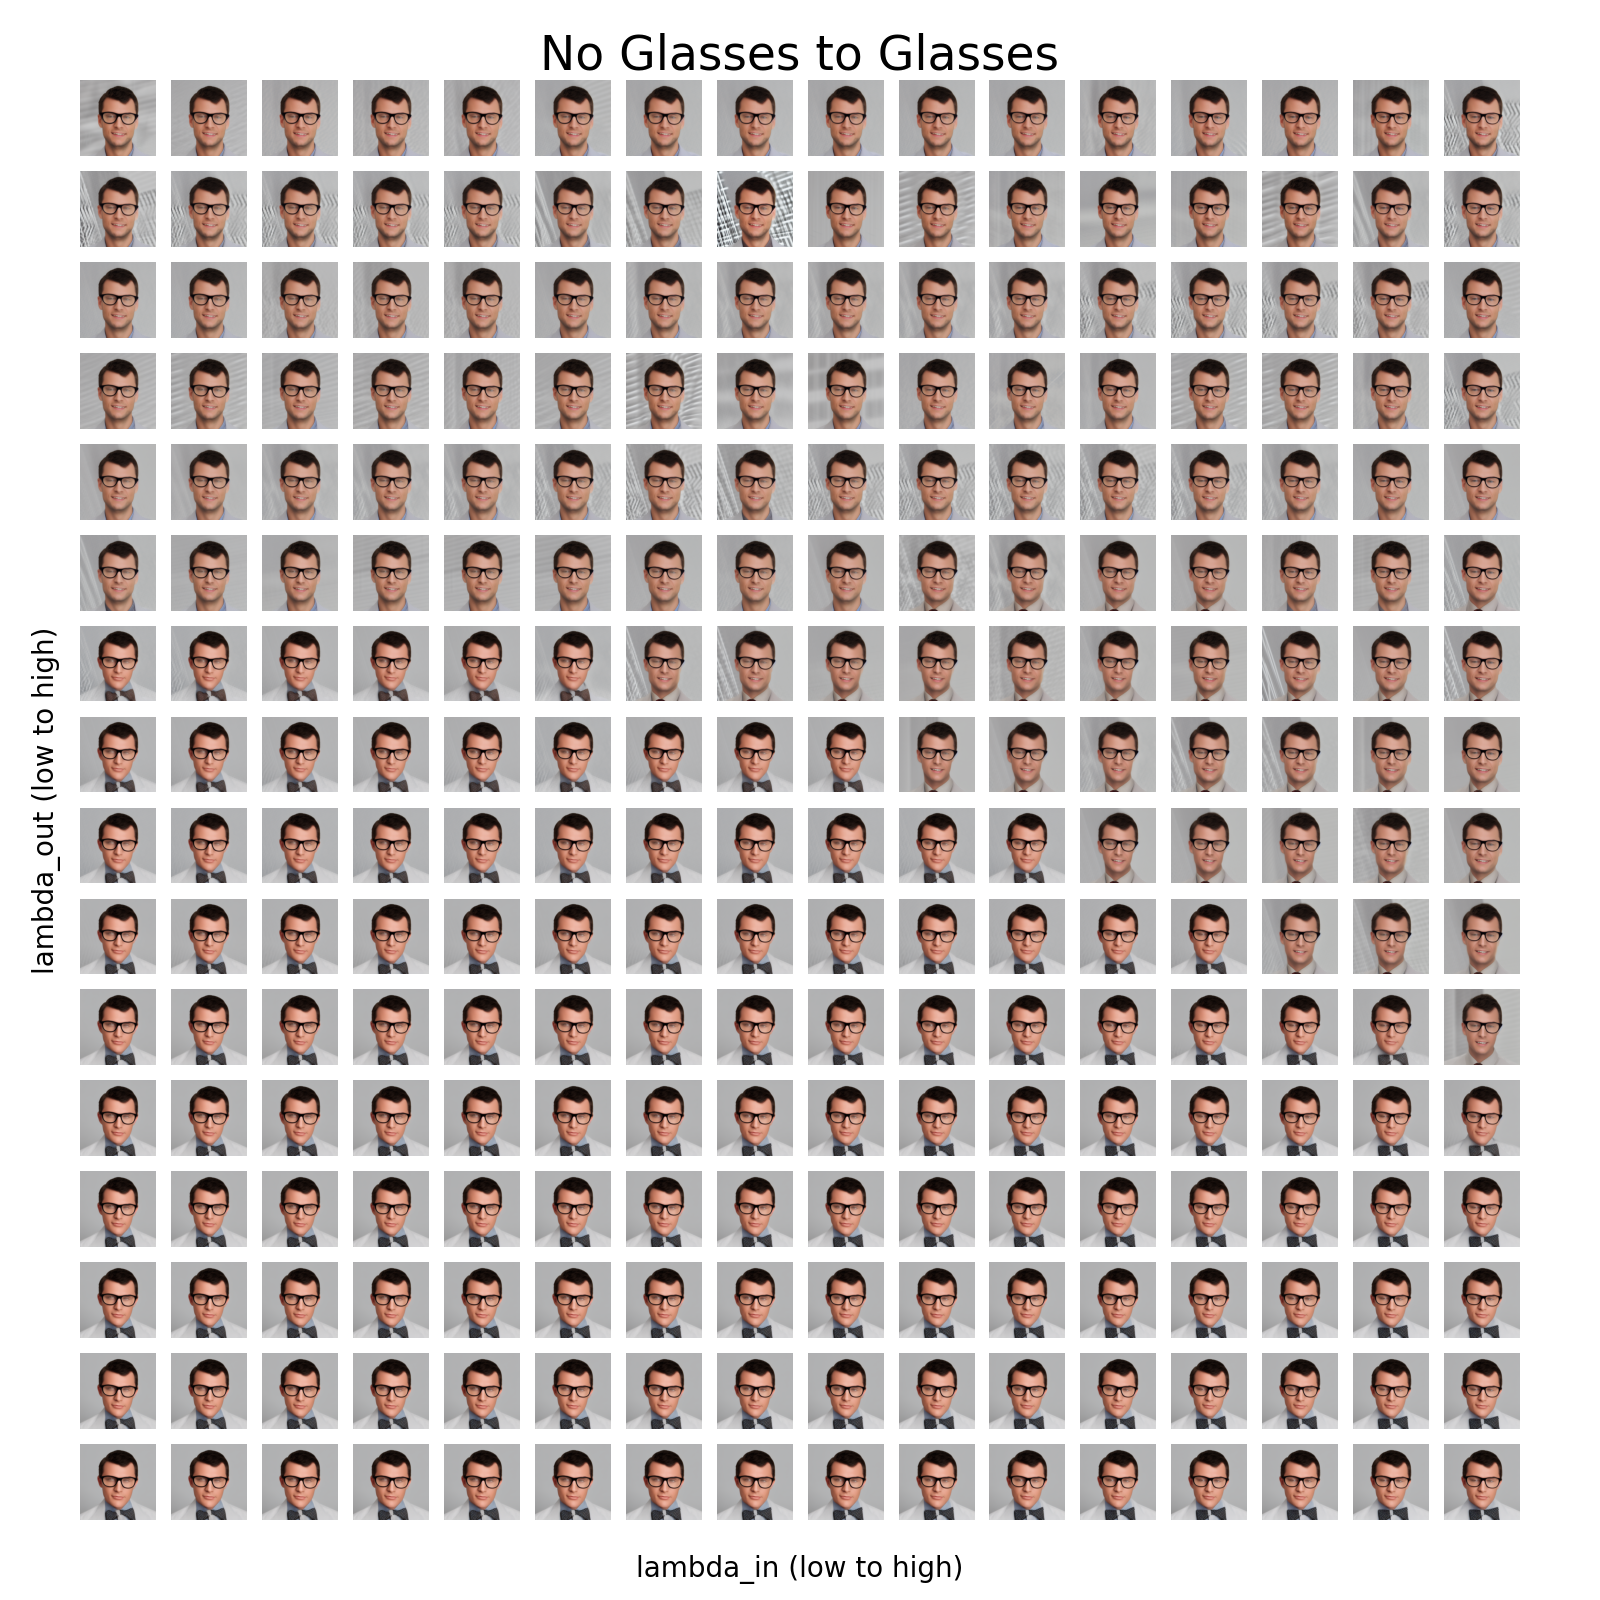 No Glasses to Glasses
lambda_out (low to high)
lambda_in (low to high)